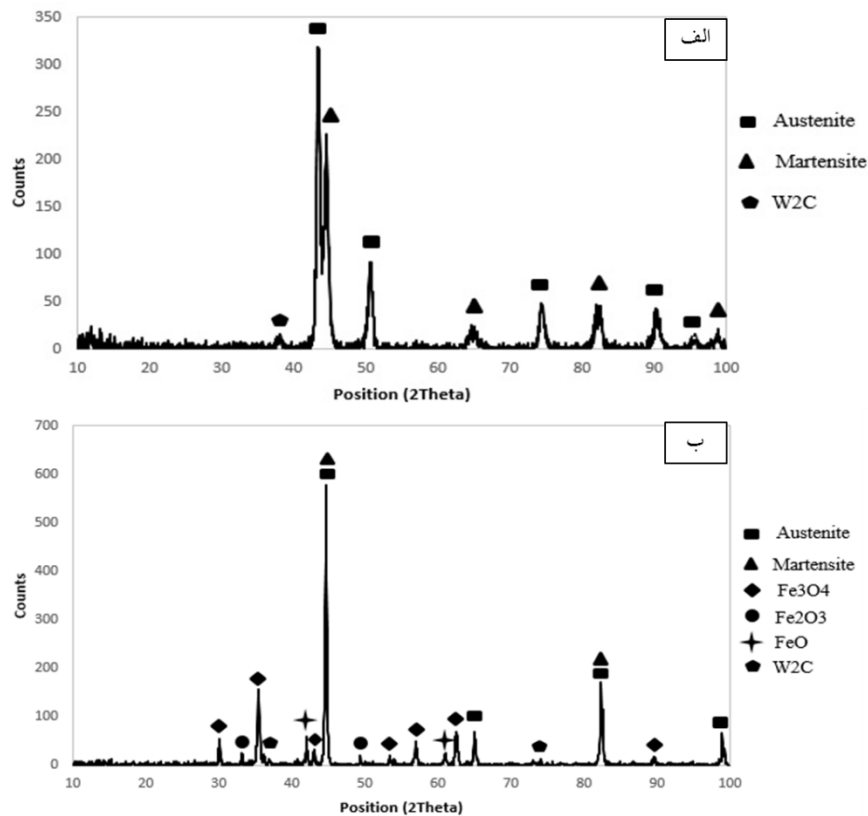 350
الف
300
250
200
150
100
50
0
Counts
10 20 30 40 50 60 70 80 90 100
Position (2Theta)
Austenite
Martensite
W2C
700
ب
600
500
400
300
200
100
0
Counts
10 20 30 40 50 60 70 80 90 100
Position (2Theta)
Austenite
Martensite
Fe3O4
Fe2O3
FeO
W2C